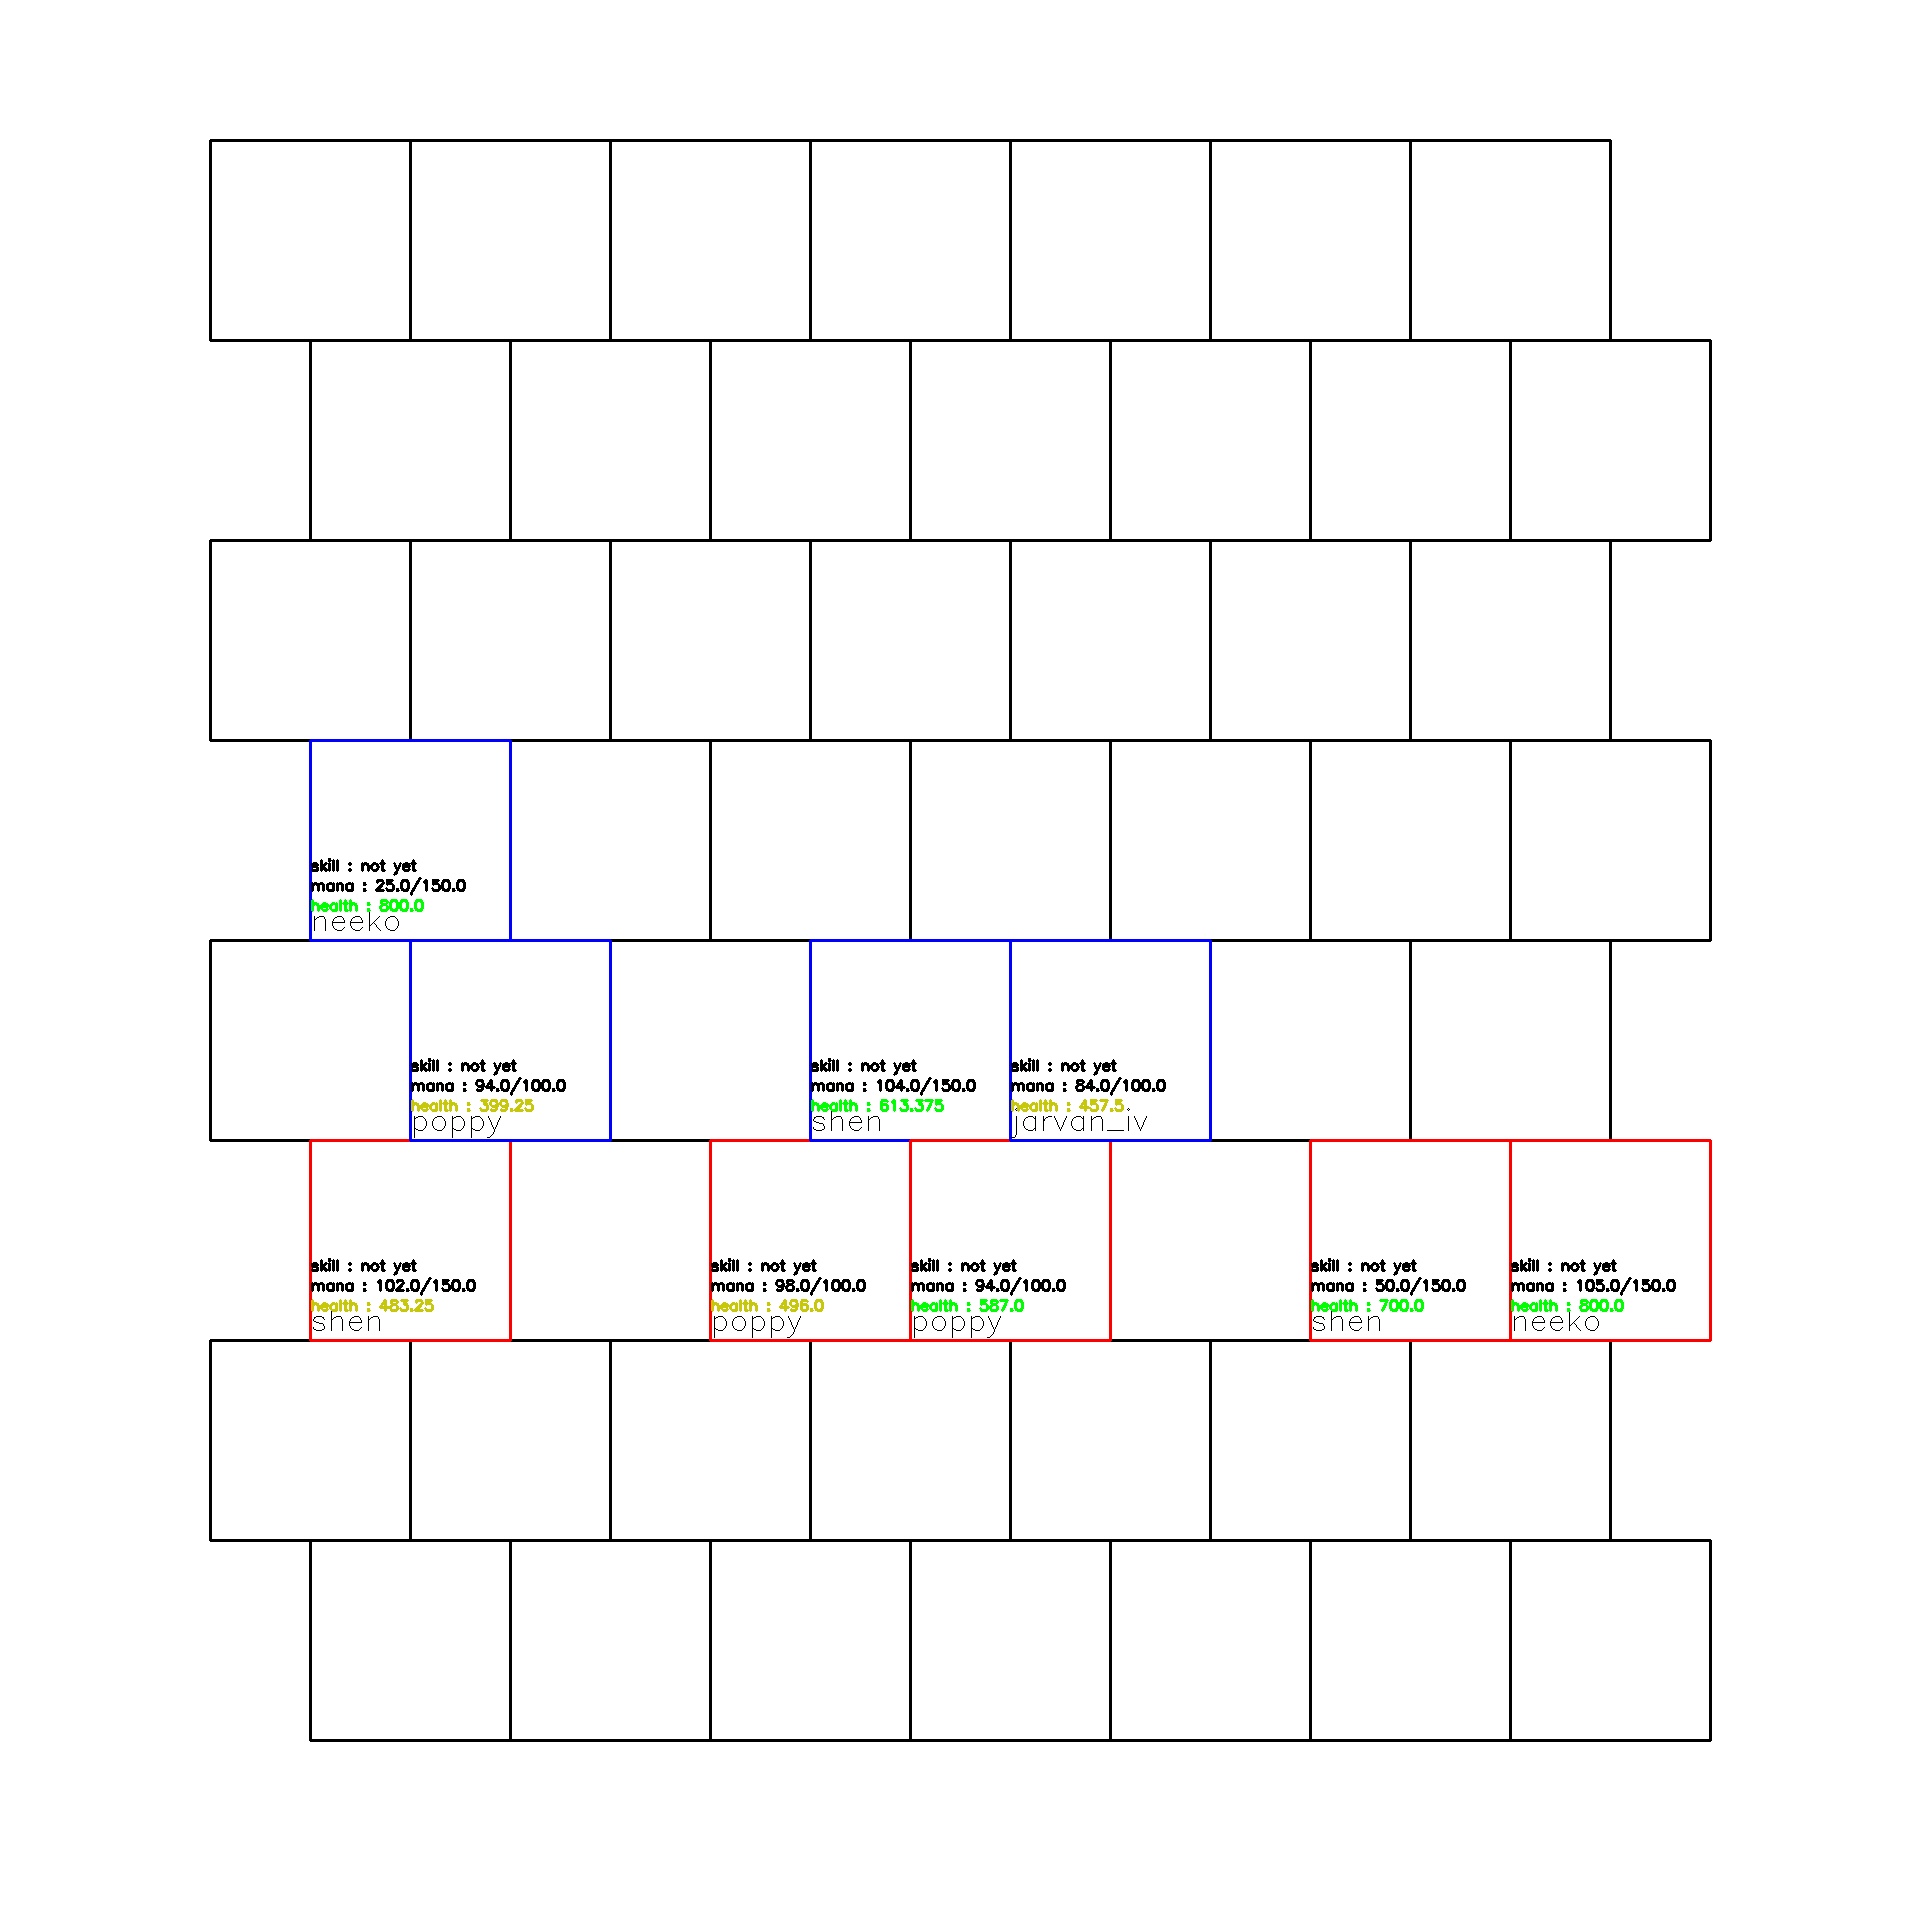 skill : not yet
mana : 25.0/150.0
health : 800.0
neeko
skill : not yet
mana : 94.0/100.0
health : 399.25
poppy
skill : not yet
mana : 104.0/150.0
health : 613.375
shen
skill : not yet
mana : 84.0/100.0
health : 457.5
jarvan_iv
skill : not yet
mana : 102.0/150.0
health : 483.25
shen
skill : not yet
mana : 98.0/100.0
health : 496.0
poppy
skill : not yet
mana : 94.0/100.0
health : 587.0
poppy
skill : not yet
mana : 50.0/150.0
health : 700.0
shen
skill : not yet
mana : 105.0/150.0
health : 800.0
neeko